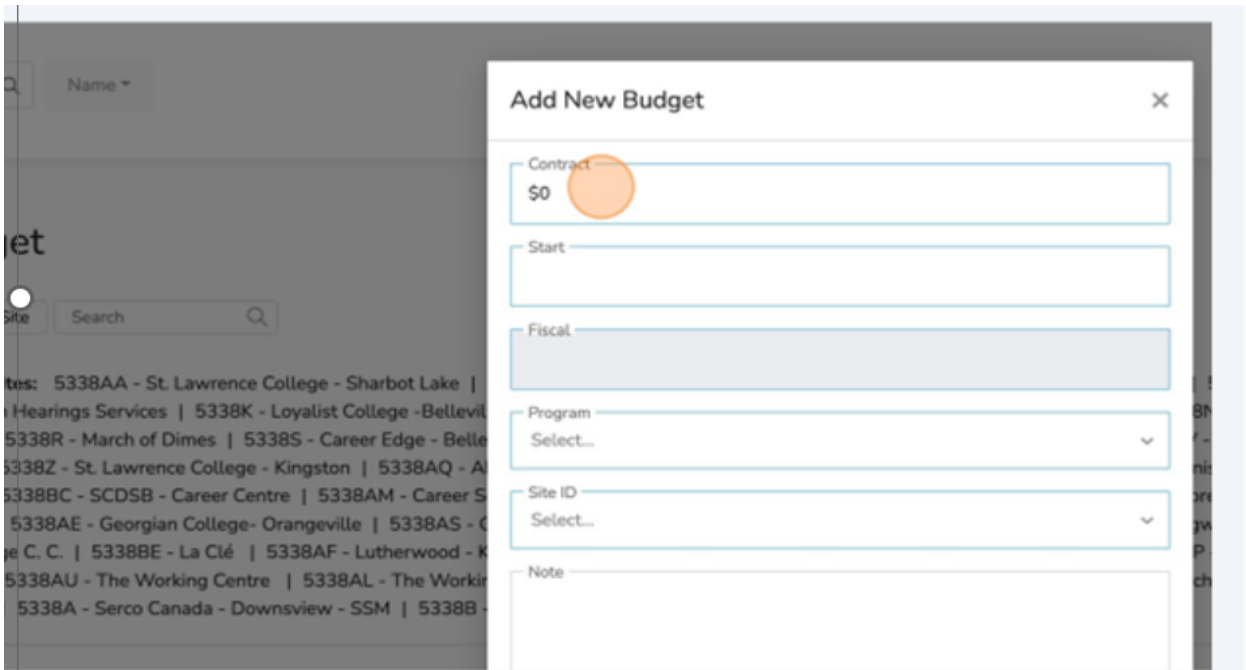 Name
Add New Budget
Contract
$0
get
Start
Site
Search
Fiscal
tes: 5338AA - St. Lawrence College - Sharbot Lake |
Hearings Services | 5338K - Loyalist College -Bellevil
5338R - March of Dimes | 5338S - Career Edge - Belle
5338Z - St. Lawrence College - Kingston | 5338AQ - A
5338BC - SCDSB - Career Centre | 5338AM - Career S
5338AE - Georgian College- Orangeville | 5338AS -
ge C. C. | 5338BE - La Clé | 5338AF - Lutherwood - K
5338AU - The Working Centre | 5338AL - The Workin
5338A - Serco Canada - Downsview - SSM | 5338B -
Program
Select...
Site ID
Select...
Note